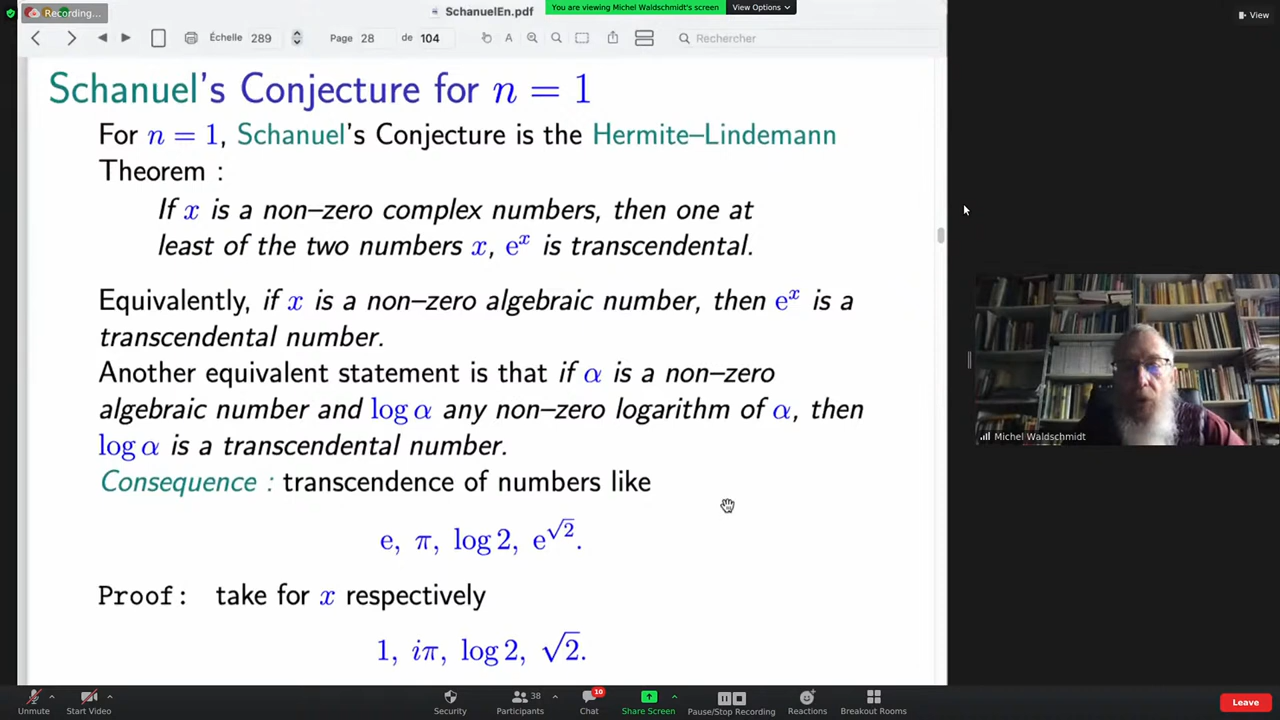 Recording...
SchanuelEn.pdf
You are viewing Michel Waldschmidt's screen
View Options
View
Échelle 289
Page 28 de 104
A
Rechercher
Schanuel's Conjecture for n = 1
For n = 1, Schanuel's Conjecture is the Hermite–Lindemann
Theorem :
If x is a non–zero complex numbers, then one at
least of the two numbers x, eˣ is transcendental.
Equivalently, if x is a non–zero algebraic number, then eˣ is a
transcendental number.
Another equivalent statement is that if α is a non–zero
algebraic number and log α any non–zero logarithm of α, then
log α is a transcendental number.
Consequence : transcendence of numbers like
e, π, log 2, e^√2.
Proof: take for x respectively
1, iπ, log 2, √2.
Michel Waldschmidt
Unmute
Start Video
Security
Participants 38
Chat 10
Share Screen
Pause/Stop Recording
Reactions
Breakout Rooms
Leave